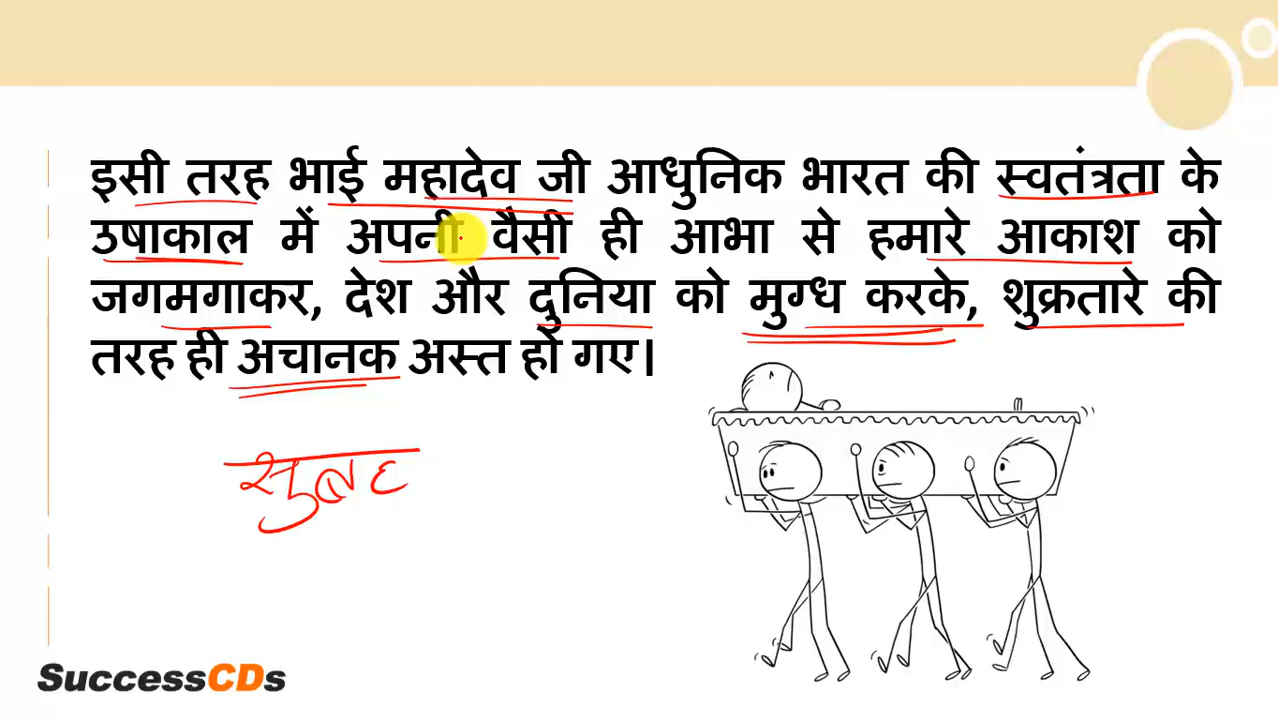 इसी तरह भाई महादेव जी आधुनिक भारत की स्वतंत्रता के
उषाकाल में अपनी वैसी ही आभा से हमारे आकाश को
जगमगाकर, देश और दुनिया को मुग्ध करके, शुक्रतारे की
तरह ही अचानक अस्त हो गए।
सुबह
SuccessCDs